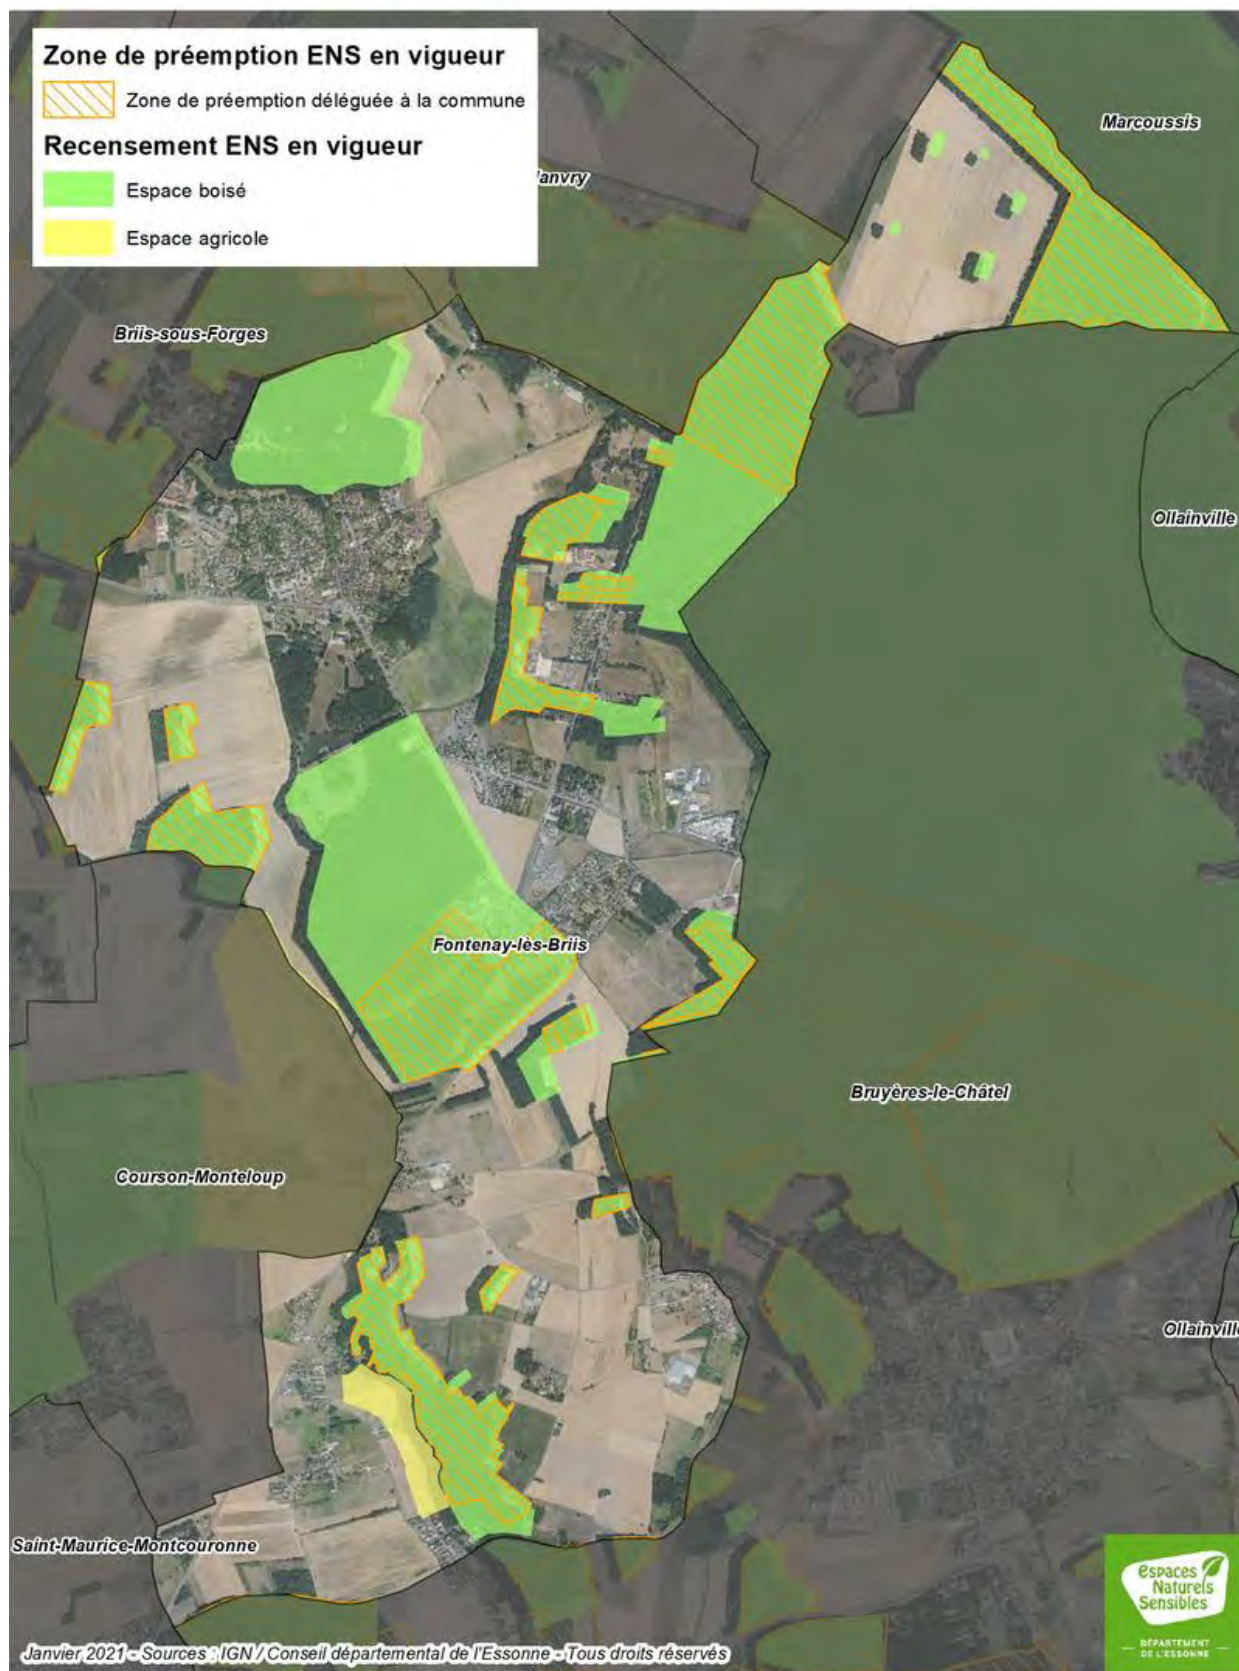 Zone de préemption ENS en vigueur
Zone de préemption déléguée à la commune
Recensement ENS en vigueur
Espace boisé
Espace agricole
Marcoussis
Janvry
Briis-sous-Forges
Ollainville
Fontenay-lès-Briis
Bruyères-le-Châtel
Courson-Monteloup
Ollainville
Saint-Maurice-Montcouronne
espaces
Naturels
Sensibles
DÉPARTEMENT
DE L'ESSONNE
Janvier 2021 - Sources : IGN / Conseil départemental de l'Essonne - Tous droits réservés